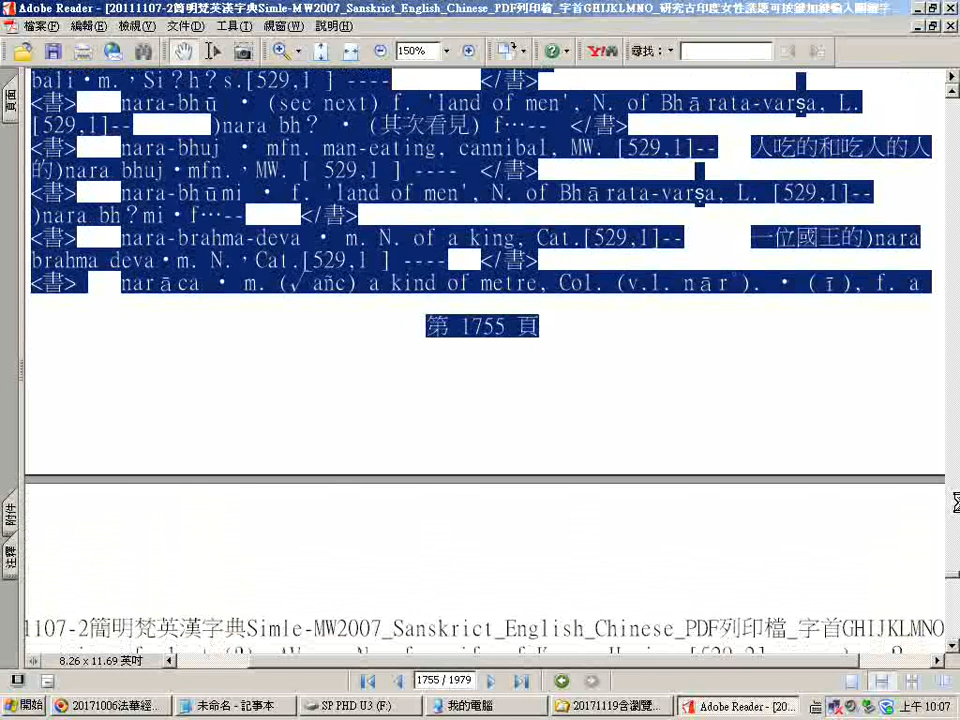 Adobe Reader - [20111107-2簡明梵英漢字典Simle-MW2007_Sanskrict_English_Chinese_PDF列印檔_字首GHIJKLMNO_研究古印度女性議題可按鍵加鍵輸入關鍵字...
檔案(F) 編輯(E) 檢視(V) 文件(D) 工具(T) 視窗(W) 說明(H)
150% 尋找：
頁面
bali‧m.，Si?h?s.[529,1 ] ---- </書>
<書> nara-bhū ‧ (see next) f. 'land of men', N. of Bhārata-varṣa, L.
[529,1]-- )nara bh? ‧ (其次看見) f…-- </書>
<書> nara-bhuj ‧ mfn. man-eating, cannibal, MW. [529,1]-- 人吃的和吃人的人
的)nara bhuj‧mfn.，MW. [ 529,1 ] ---- </書>
<書> nara-bhūmi ‧ f. 'land of men', N. of Bhārata-varṣa, L. [529,1]--
)nara bh?mi‧f…-- </書>
<書> nara-brahma-deva ‧ m. N. of a king, Cat.[529,1]-- 一位國王的)nara
brahma deva‧m. N.，Cat.[529,1 ] ---- </書>
<書> narāca ‧ m. (√añc) a kind of metre, Col. (v.l. nār°). ‧ (ī), f. a
第 1755 頁
附件
注釋
1107-2簡明梵英漢字典Simle-MW2007_Sanskrict_English_Chinese_PDF列印檔_字首GHIJKLMNO
8.26 x 11.69 英吋
1755 / 1979
開始 20171006法華經... 未命名 - 記事本 SP PHD U3 (F:) 我的電腦 20171119含瀏覽... Adobe Reader - [20... 上午 10:07